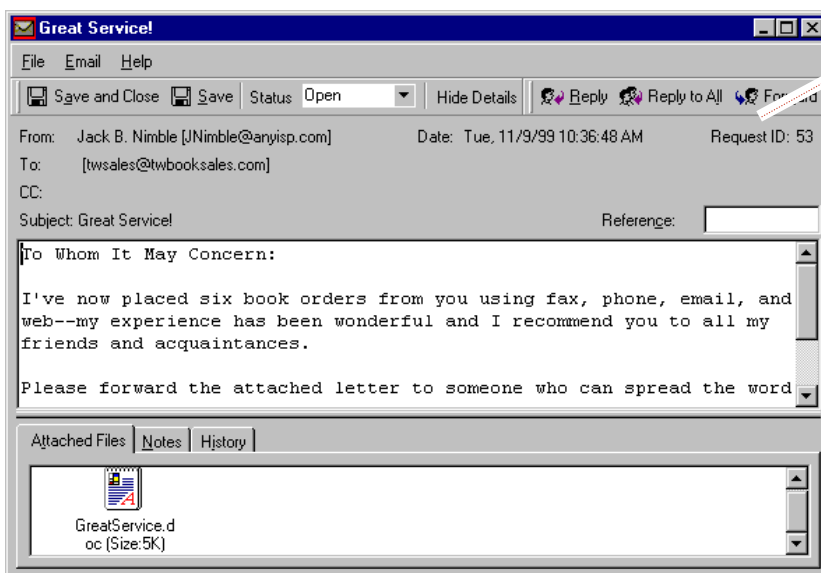 Great Service!
File Email Help
Save and Close Save Status Open Hide Details Reply Reply to All Forward
From: Jack B. Nimble [JNimble@anyisp.com] Date: Tue, 11/9/99 10:36:48 AM Request ID: 53
To: [twsales@twbooksales.com]
CC:
Subject: Great Service! Reference:
To Whom It May Concern:
I've now placed six book orders from you using fax, phone, email, and
web--my experience has been wonderful and I recommend you to all my
friends and acquaintances.
Please forward the attached letter to someone who can spread the word
Attached Files Notes History
GreatService.d
oc (Size:5K)